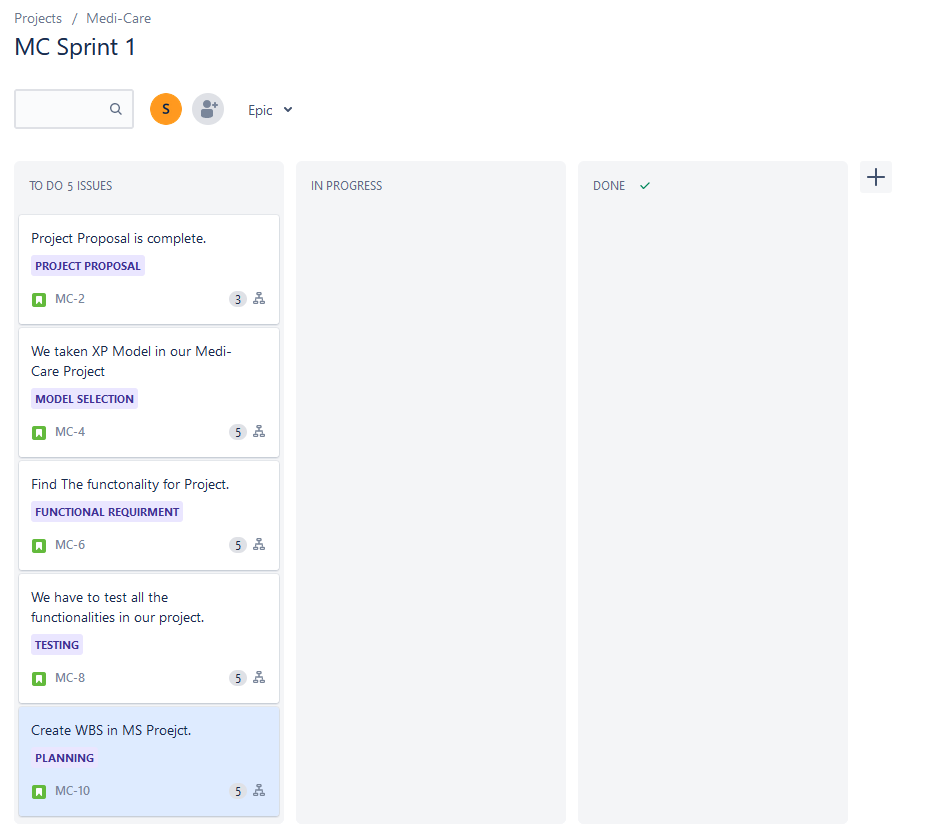 Projects / Medi-Care
MC Sprint 1
S
Epic
TO DO 5 ISSUES
Project Proposal is complete.
PROJECT PROPOSAL
MC-2
3
We taken XP Model in our Medi-
Care Project
MODEL SELECTION
MC-4
5
Find The functonality for Project.
FUNCTIONAL REQUIRMENT
MC-6
5
We have to test all the
functionalities in our project.
TESTING
MC-8
5
Create WBS in MS Proejct.
PLANNING
MC-10
5
IN PROGRESS
DONE